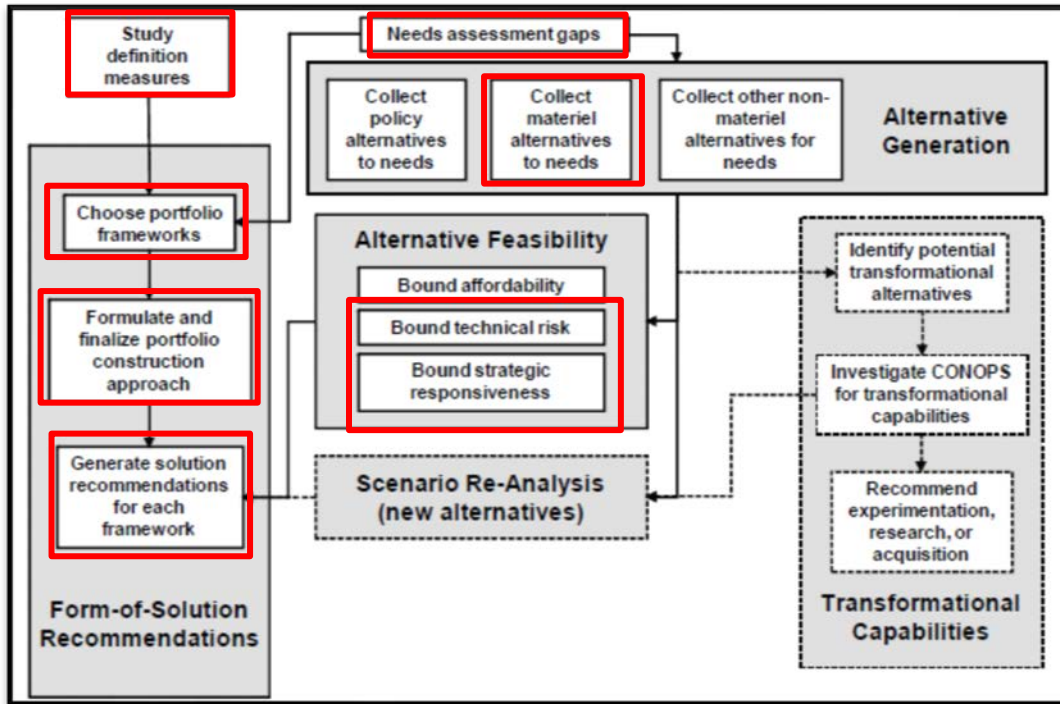 Study
definition
measures
Needs assessment gaps
Collect
policy
alternatives
to needs
Collect
materiel
alternatives
to needs
Collect other non-
materiel
alternatives for
needs
Alternative
Generation
Choose portfolio
frameworks
Formulate and
finalize portfolio
construction
approach
Generate solution
recommendations
for each
framework
Form-of-Solution
Recommendations
Alternative Feasibility
Bound affordability
Bound technical risk
Bound strategic
responsiveness
Scenario Re-Analysis
(new alternatives)
Identify potential
transformational
alternatives
Investigate CONOPS
for transformational
capabilities
Recommend
experimentation,
research, or
acquisition
Transformational
Capabilities